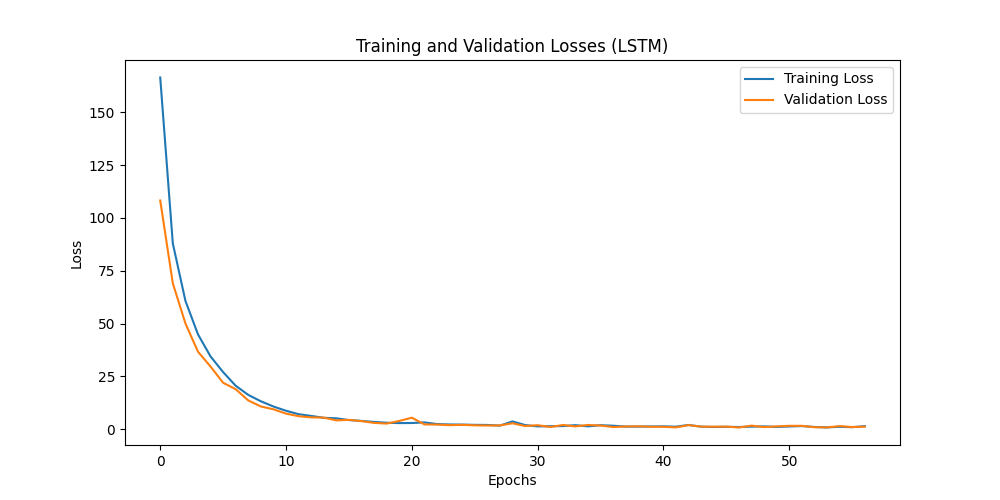 Training and Validation Losses (LSTM)
Training Loss
Validation Loss
Loss
150
125
100
75
50
25
0
0 10 20 30 40 50
Epochs